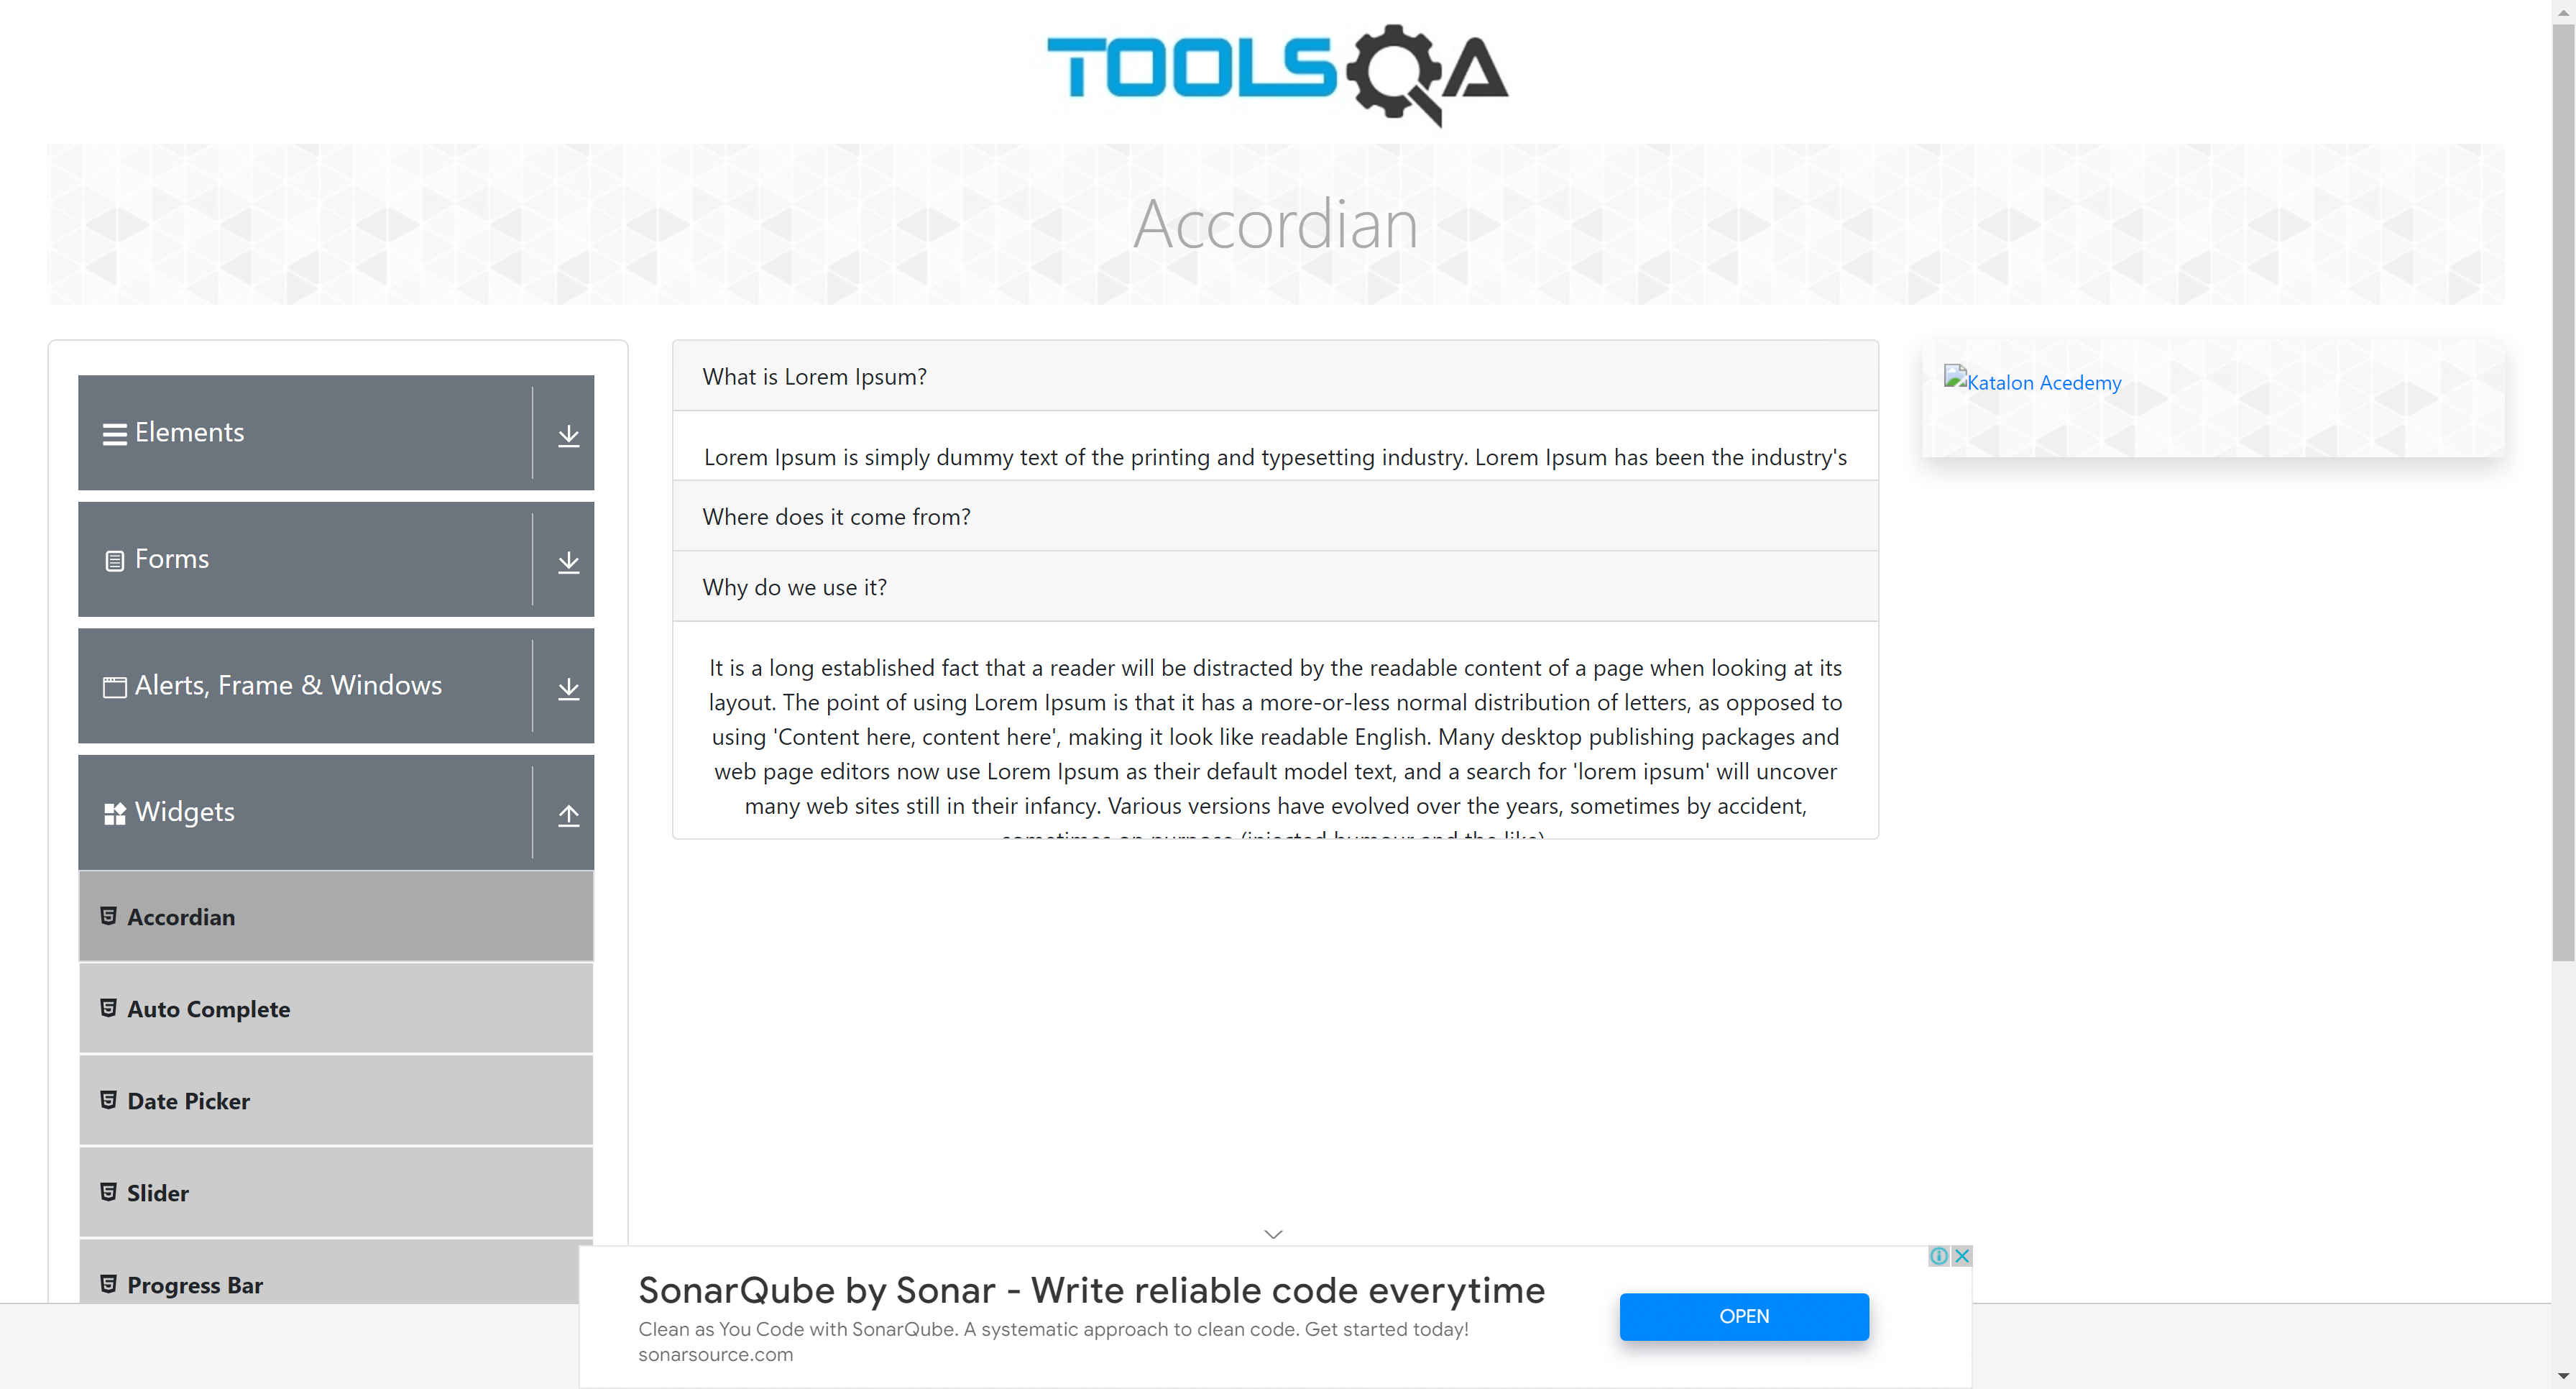 TOOLSQA
Accordian
Elements
Forms
Alerts, Frame & Windows
Widgets
Accordian
Auto Complete
Date Picker
Slider
Progress Bar
What is Lorem Ipsum?
Lorem Ipsum is simply dummy text of the printing and typesetting industry. Lorem Ipsum has been the industry's
Where does it come from?
Why do we use it?
It is a long established fact that a reader will be distracted by the readable content of a page when looking at its
layout. The point of using Lorem Ipsum is that it has a more-or-less normal distribution of letters, as opposed to
using 'Content here, content here', making it look like readable English. Many desktop publishing packages and
web page editors now use Lorem Ipsum as their default model text, and a search for 'lorem ipsum' will uncover
many web sites still in their infancy. Various versions have evolved over the years, sometimes by accident,
sometimes on purpose (injected humour and the like).
Katalon Acedemy
SonarQube by Sonar - Write reliable code everytime
Clean as You Code with SonarQube. A systematic approach to clean code. Get started today!
sonarsource.com
OPEN